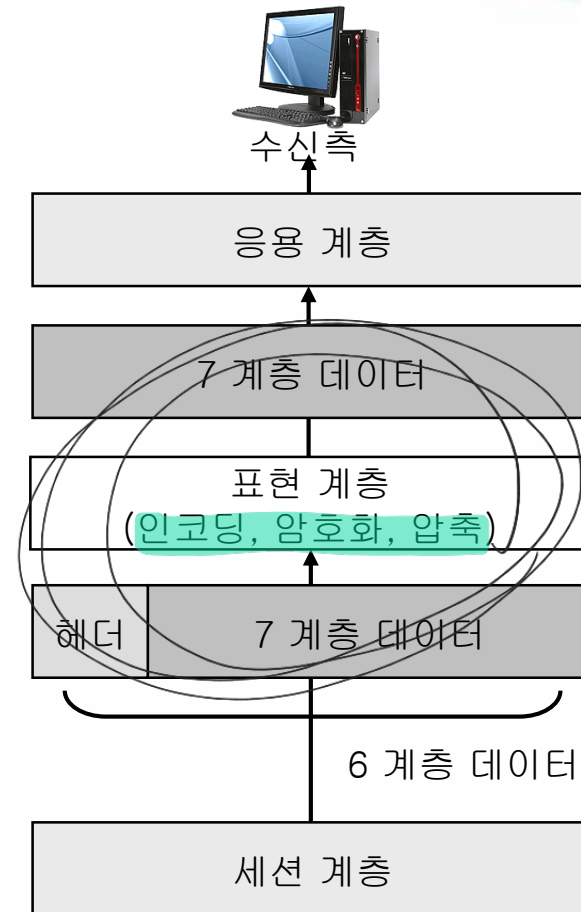 수신측
응용 계층
7 계층 데이터
표현 계층
(인코딩, 암호화, 압축)
헤더 7 계층 데이터
6 계층 데이터
세션 계층